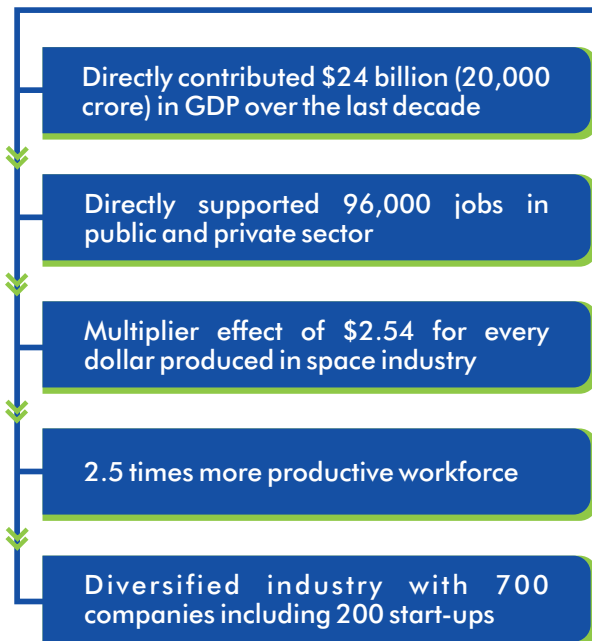 Directly contributed $24 billion (20,000
crore) in GDP over the last decade
Directly supported 96,000 jobs in
public and private sector
Multiplier effect of $2.54 for every
dollar produced in space industry
2.5 times more productive workforce
Diversified industry with 700
companies including 200 start-ups